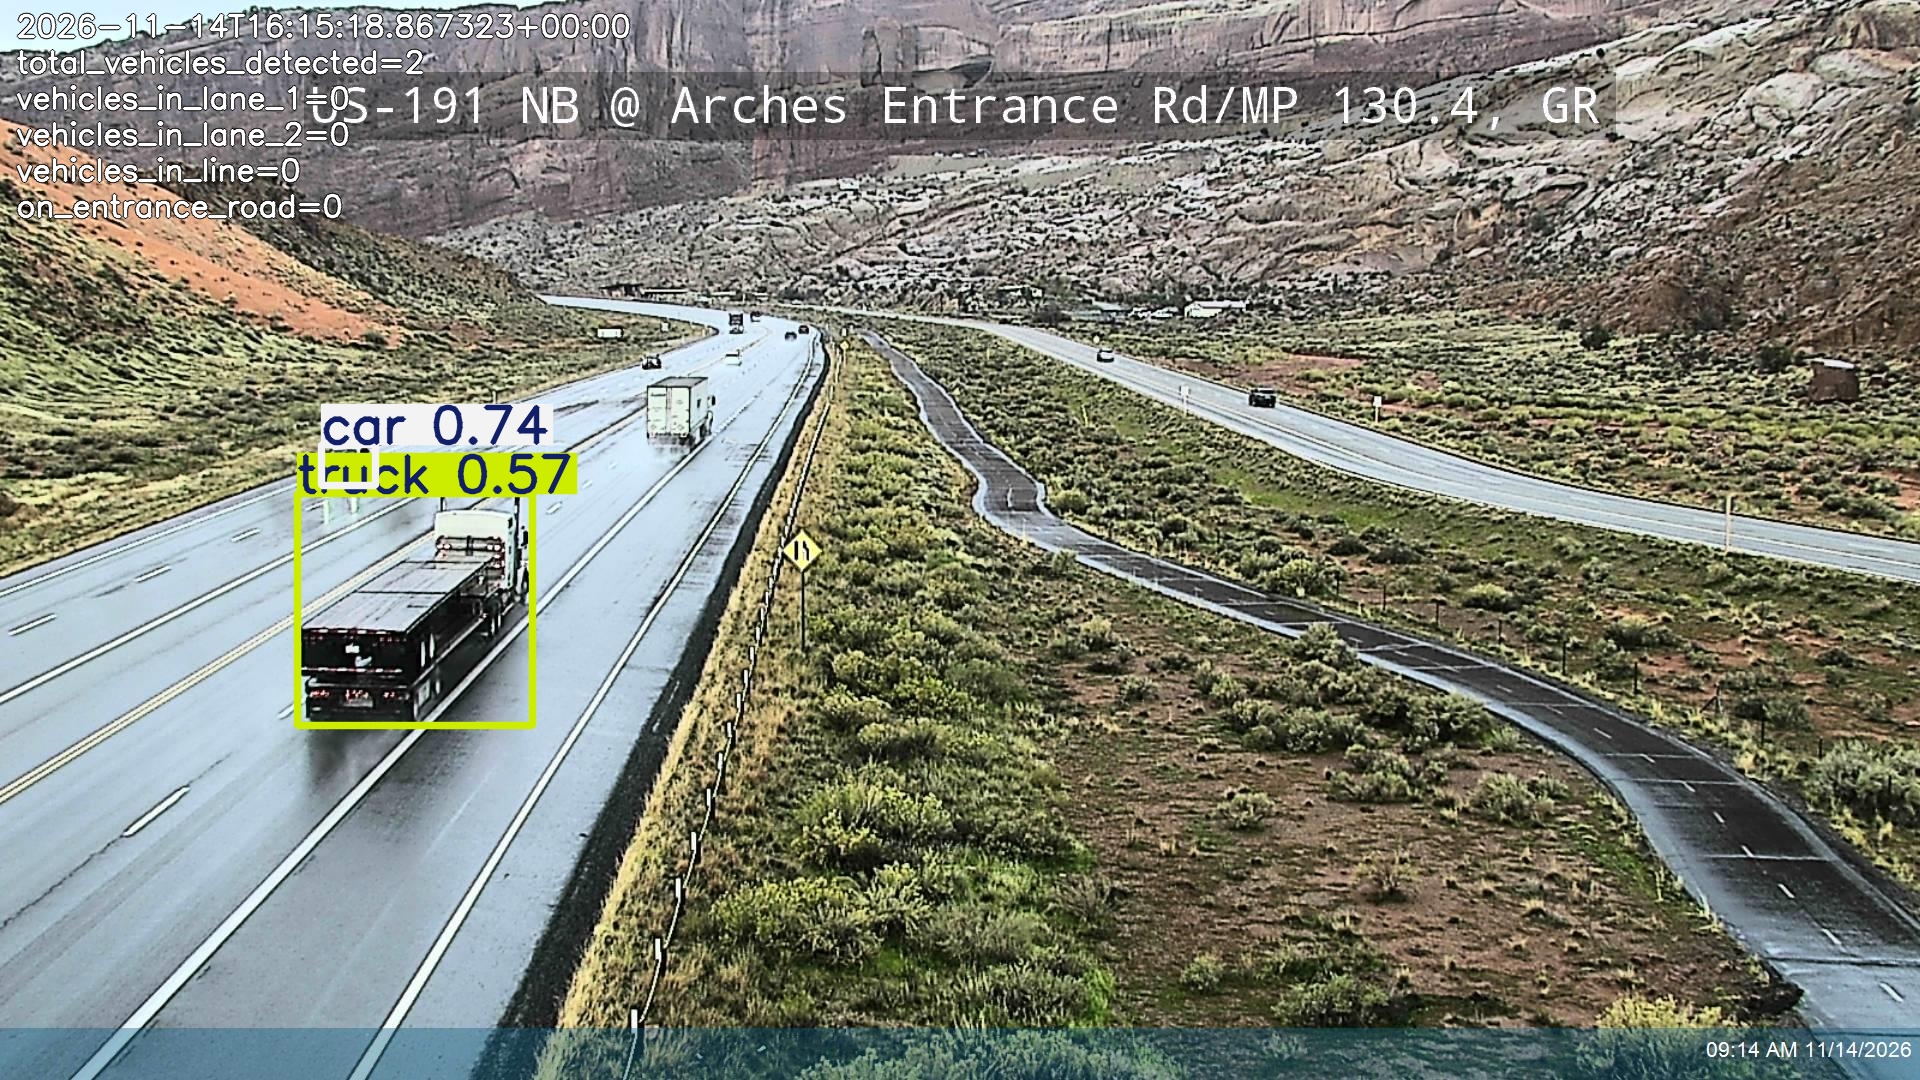 2026-11-14T16:15:18.867323+00:00
total_vehicles_detected=2
vehicles_in_lane_1=0
US-191 NB @ Arches Entrance Rd/MP 130.4, GR
vehicles_in_lane_2=0
vehicles_in_line=0
on_entrance_road=0
car 0.74
truck 0.57
09:14 AM 11/14/2026